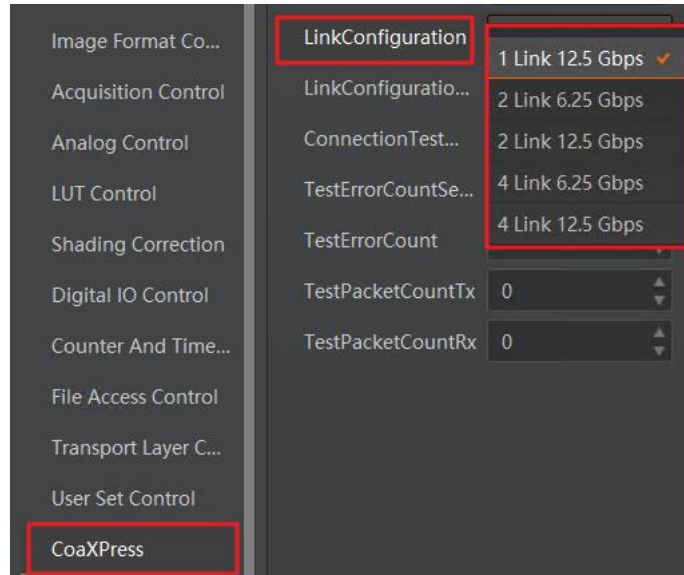 Image Format Co...
Acquisition Control
Analog Control
LUT Control
Shading Correction
Digital IO Control
Counter And Time...
File Access Control
Transport Layer C...
User Set Control
CoaXPress
LinkConfiguration
LinkConfiguratio...
ConnectionTest...
TestErrorCountSe...
TestErrorCount
TestPacketCountTx 0
TestPacketCountRx 0
1 Link 12.5 Gbps
2 Link 6.25 Gbps
2 Link 12.5 Gbps
4 Link 6.25 Gbps
4 Link 12.5 Gbps